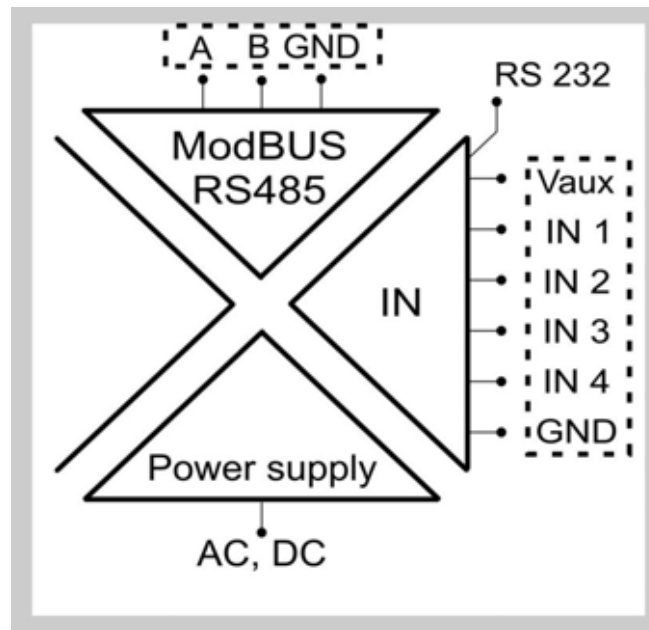 A B GND
RS 232
ModBUS
RS485
Vaux
IN 1
IN
IN 2
IN 3
IN 4
GND
Power supply
AC, DC